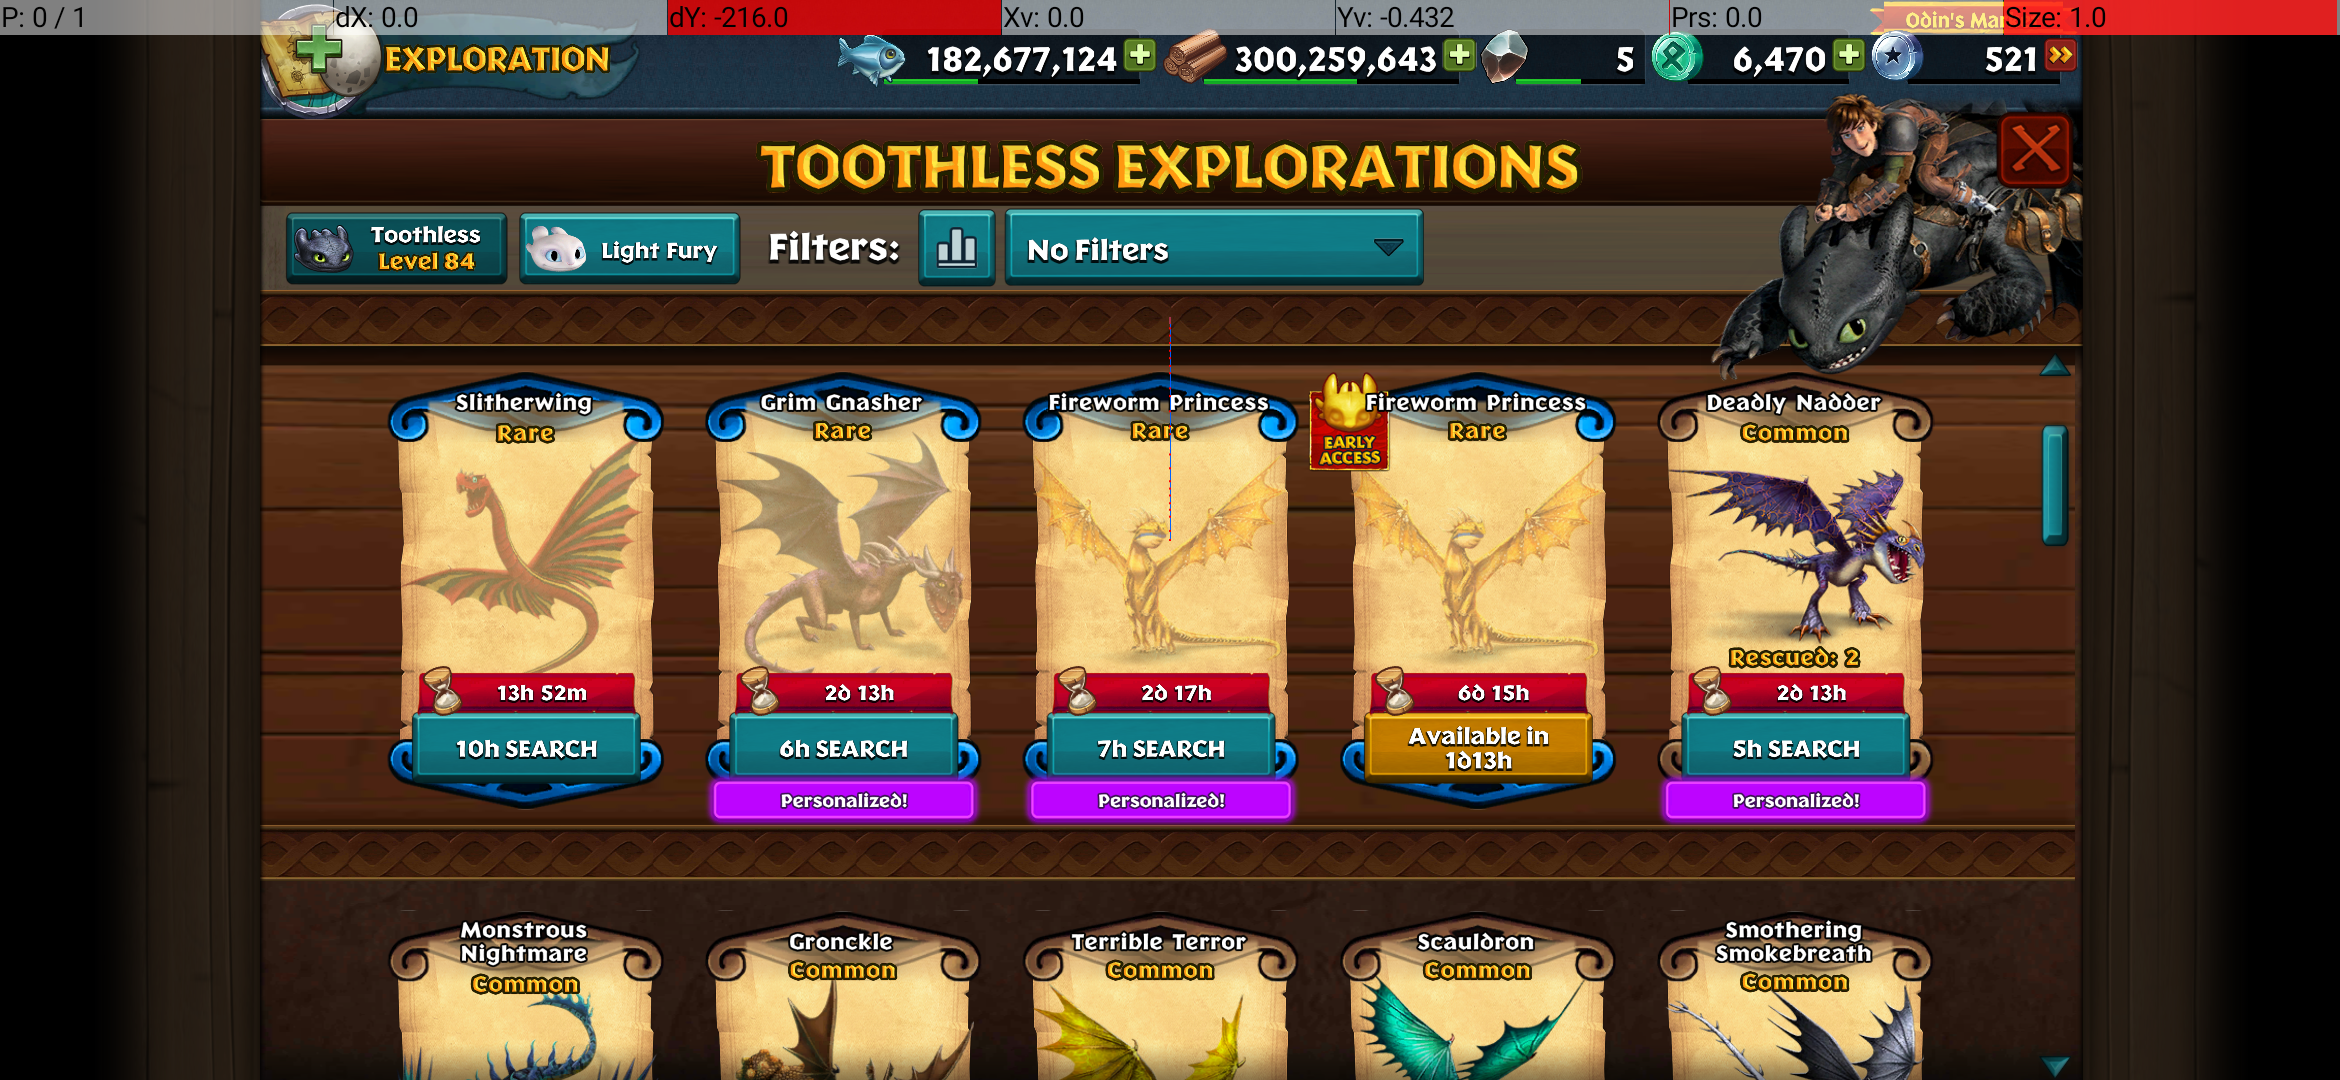 P: 0 / 1
dX: 0.0
dY: -216.0
Xv: 0.0
Yv: -0.432
Prs: 0.0
Size: 1.0
Odin's
EXPLORATION
182,677,124
300,259,643
5
6,470
521
TOOTHLESS EXPLORATIONS
Toothless
Level 84
Light Fury
Filters:
No Filters
Slitherwing
Rare
13h 52m
10h SEARCH
Grim Gnasher
Rare
2d 13h
6h SEARCH
Personalized!
Fireworm Princess
Rare
2d 17h
7h SEARCH
Personalized!
EARLY
ACCESS
Fireworm Princess
Rare
6d 15h
Available in
1d13h
Deadly Nadder
Common
Rescued: 2
2d 13h
5h SEARCH
Personalized!
Monstrous
Nightmare
Common
Gronckle
Common
Terrible Terror
Common
Scauldron
Common
Smothering
Smokebreath
Common